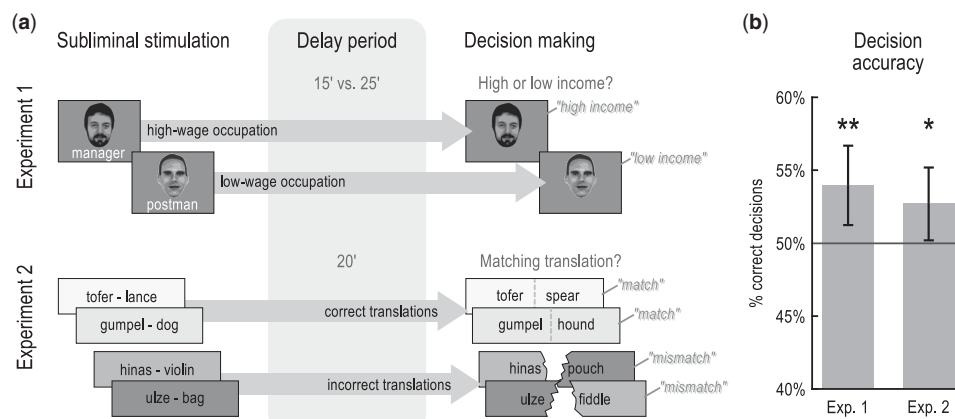 (a)
Subliminal stimulation
Delay period
Decision making
Experiment 1
15' vs. 25'
High or low income?
manager
high-wage occupation
"high income"
postman
low-wage occupation
"low income"
Experiment 2
20'
Matching translation?
tofer - lance
gumpel - dog
correct translations
tofer spear
"match"
gumpel hound
"match"
hinas - violin
ulze - bag
incorrect translations
hinas pouch
"mismatch"
ulze fiddle
"mismatch"
(b)
Decision
accuracy
% correct decisions
60%
55%
50%
45%
40%
**
*
Exp. 1
Exp. 2